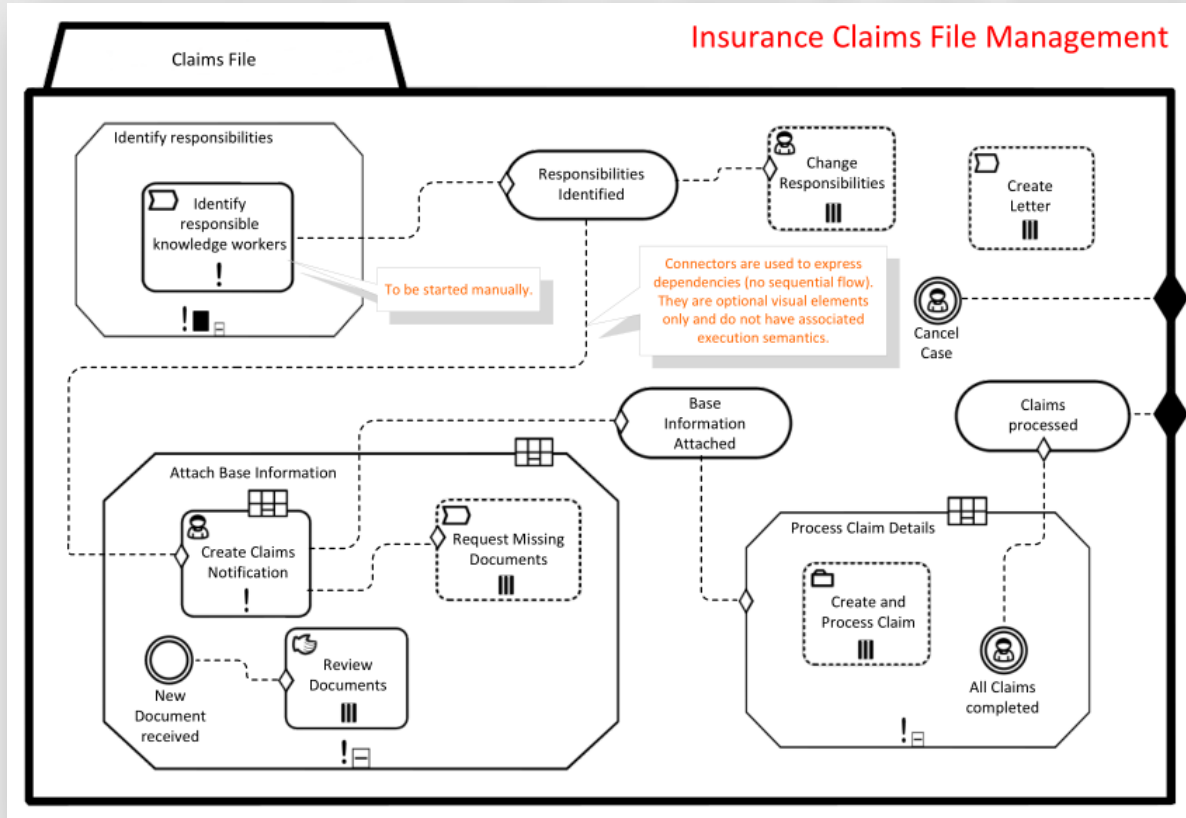 Insurance Claims File Management
Claims File
Identify responsibilities
Identify
responsible
knowledge workers
!
!
To be started manually.
Responsibilities
Identified
Change
Responsibilities
Create
Letter
Connectors are used to express
dependencies (no sequential flow).
They are optional visual elements
only and do not have associated
execution semantics.
Cancel
Case
Base
Information
Attached
Claims
processed
Attach Base Information
Create Claims
Notification
!
Request Missing
Documents
New
Document
received
Review
Documents
!
Process Claim Details
Create and
Process Claim
All Claims
completed
!